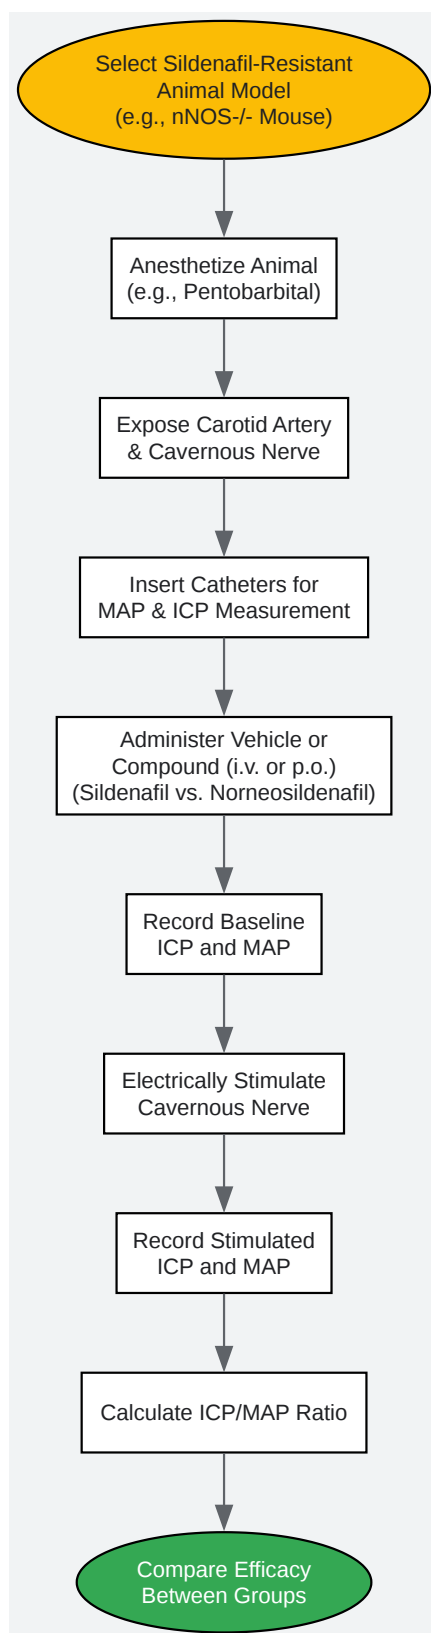 Select Sildenafil-Resistant
Animal Model
(e.g., nNOS-/- Mouse)
Anesthetize Animal
(e.g., Pentobarbital)
Expose Carotid Artery
& Cavernous Nerve
Insert Catheters for
MAP & ICP Measurement
Administer Vehicle or
Compound (i.v. or p.o.)
(Sildenafil vs. Norneosildenafil)
Record Baseline
ICP and MAP
Electrically Stimulate
Cavernous Nerve
Record Stimulated
ICP and MAP
Calculate ICP/MAP Ratio
Compare Efficacy
Between Groups